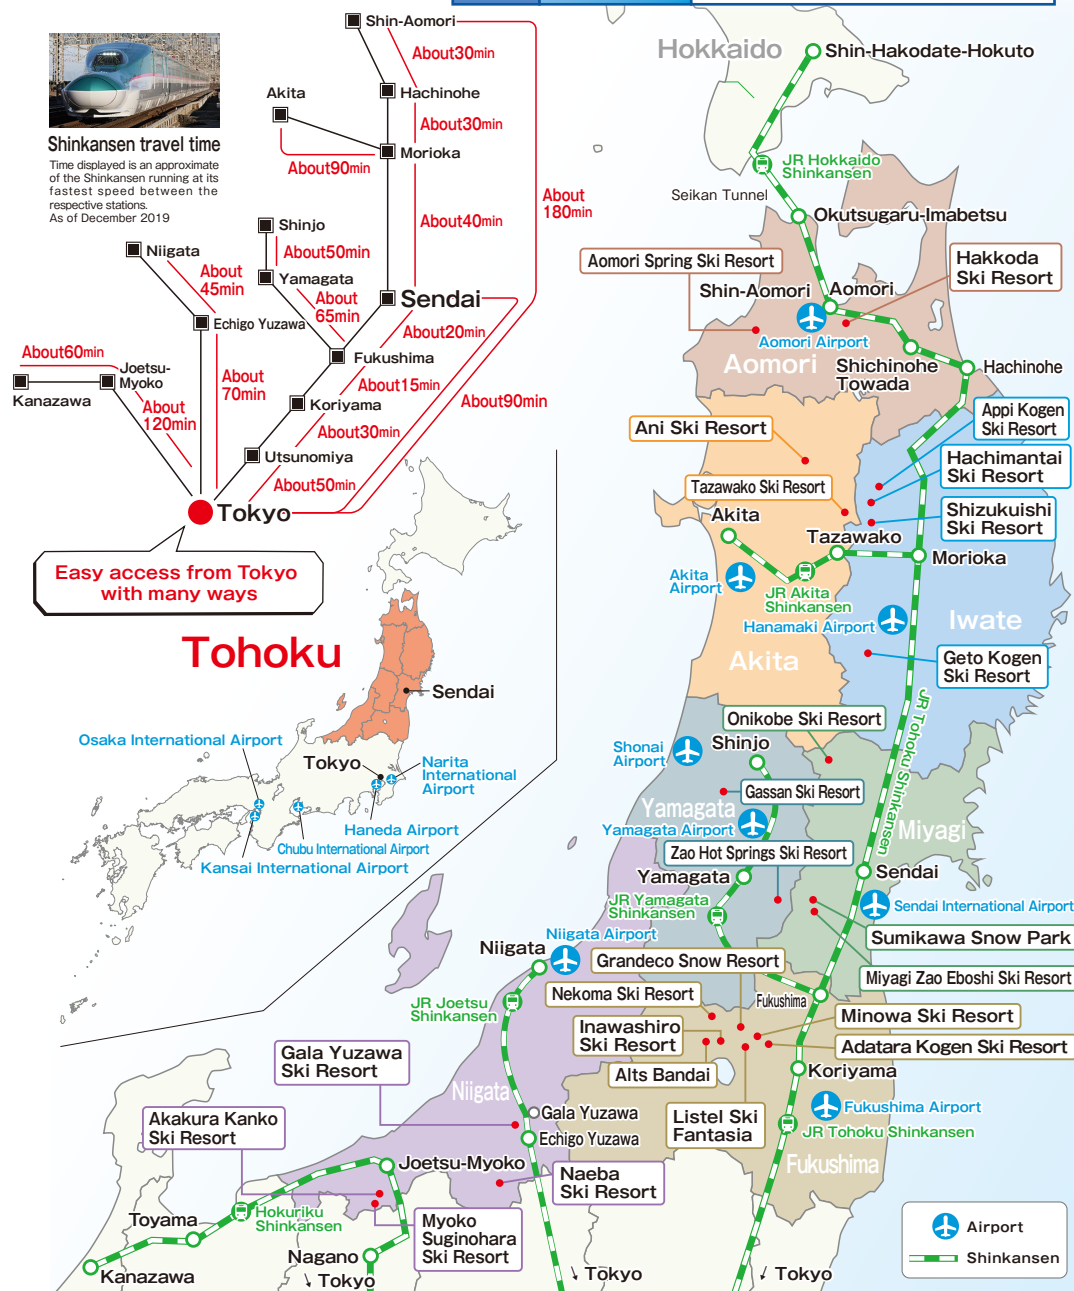 Shin-Aomori
About30min
Hachinohe
About30min
Akita
Morioka
About90min
About
180min
About40min
Shinkansen travel time
Time displayed is an approximate
of the Shinkansen running at its
fastest speed between the
respective stations.
As of December 2019
Shinjo
About50min
Niigata
Yamagata
About
45min
About
65min
Sendai
Echigo Yuzawa
About20min
Fukushima
About60min
Joetsu-
Myoko
Kanazawa
About
120min
About
70min
About15min
About90min
Koriyama
About30min
Utsunomiya
About50min
Tokyo
Easy access from Tokyo
with many ways
Tohoku
Sendai
Osaka International Airport
Tokyo
Narita
International
Airport
Haneda Airport
Chubu International Airport
Kansai International Airport
Hokkaido
Shin-Hakodate-Hokuto
JR Hokkaido
Shinkansen
Seikan Tunnel
Okutsugaru-Imabetsu
Aomori Spring Ski Resort
Hakkoda
Ski Resort
Shin-Aomori
Aomori
Aomori Airport
Aomori
Shichinohe
Towada
Hachinohe
Appi Kogen
Ski Resort
Ani Ski Resort
Hachimantai
Ski Resort
Tazawako Ski Resort
Shizukuishi
Ski Resort
Akita
Tazawako
Morioka
Akita
Airport
JR Akita
Shinkansen
Hanamaki Airport
Iwate
Akita
Geto Kogen
Ski Resort
JR Tohoku Shinkansen
Onikobe Ski Resort
Shonai
Airport
Shinjo
Gassan Ski Resort
Yamagata
Yamagata Airport
Miyagi
Zao Hot Springs Ski Resort
Yamagata
Sendai
JR Yamagata
Shinkansen
Sendai International Airport
Niigata Airport
Niigata
Sumikawa Snow Park
Grandeco Snow Resort
Miyagi Zao Eboshi Ski Resort
Nekoma Ski Resort
Fukushima
JR Joetsu
Shinkansen
Minowa Ski Resort
Inawashiro
Ski Resort
Adatara Kogen Ski Resort
Gala Yuzawa
Ski Resort
Alts Bandai
Koriyama
Niigata
Gala Yuzawa
Listel Ski
Fantasia
Fukushima Airport
Akakura Kanko
Ski Resort
Echigo Yuzawa
JR Tohoku Shinkansen
Joetsu-Myoko
Fukushima
Naeba
Ski Resort
Hokuriku
Shinkansen
Toyama
Myoko
Suginohara
Ski Resort
Nagano
Kanazawa
Tokyo
Tokyo
Tokyo
Airport
Shinkansen